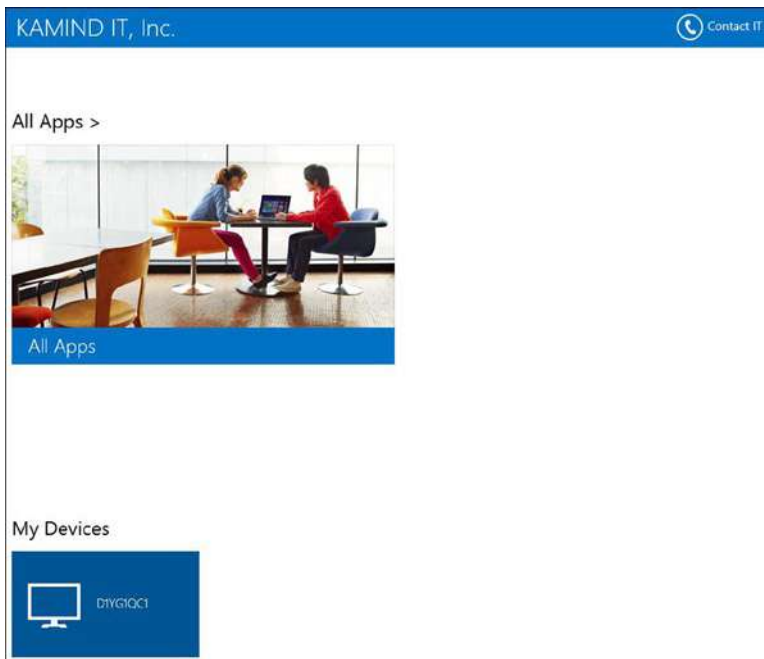 KAMIND IT, Inc.
Contact IT
All Apps >
All Apps
My Devices
D1YG1QC1